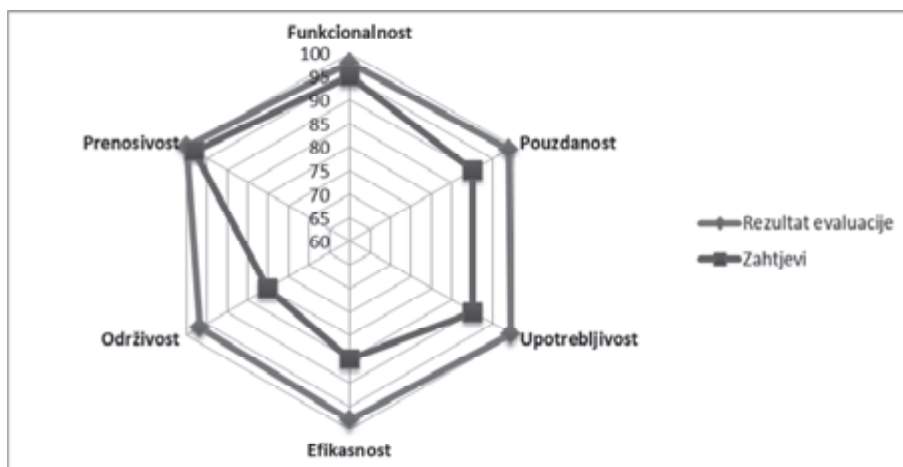 Funkcionalnost
100
95
90
85
80
75
70
65
60
Prenosivost
Pouzdanost
Rezultat evaluacije
Zahtjevi
Održivost
Upotrebljivost
Efikasnost